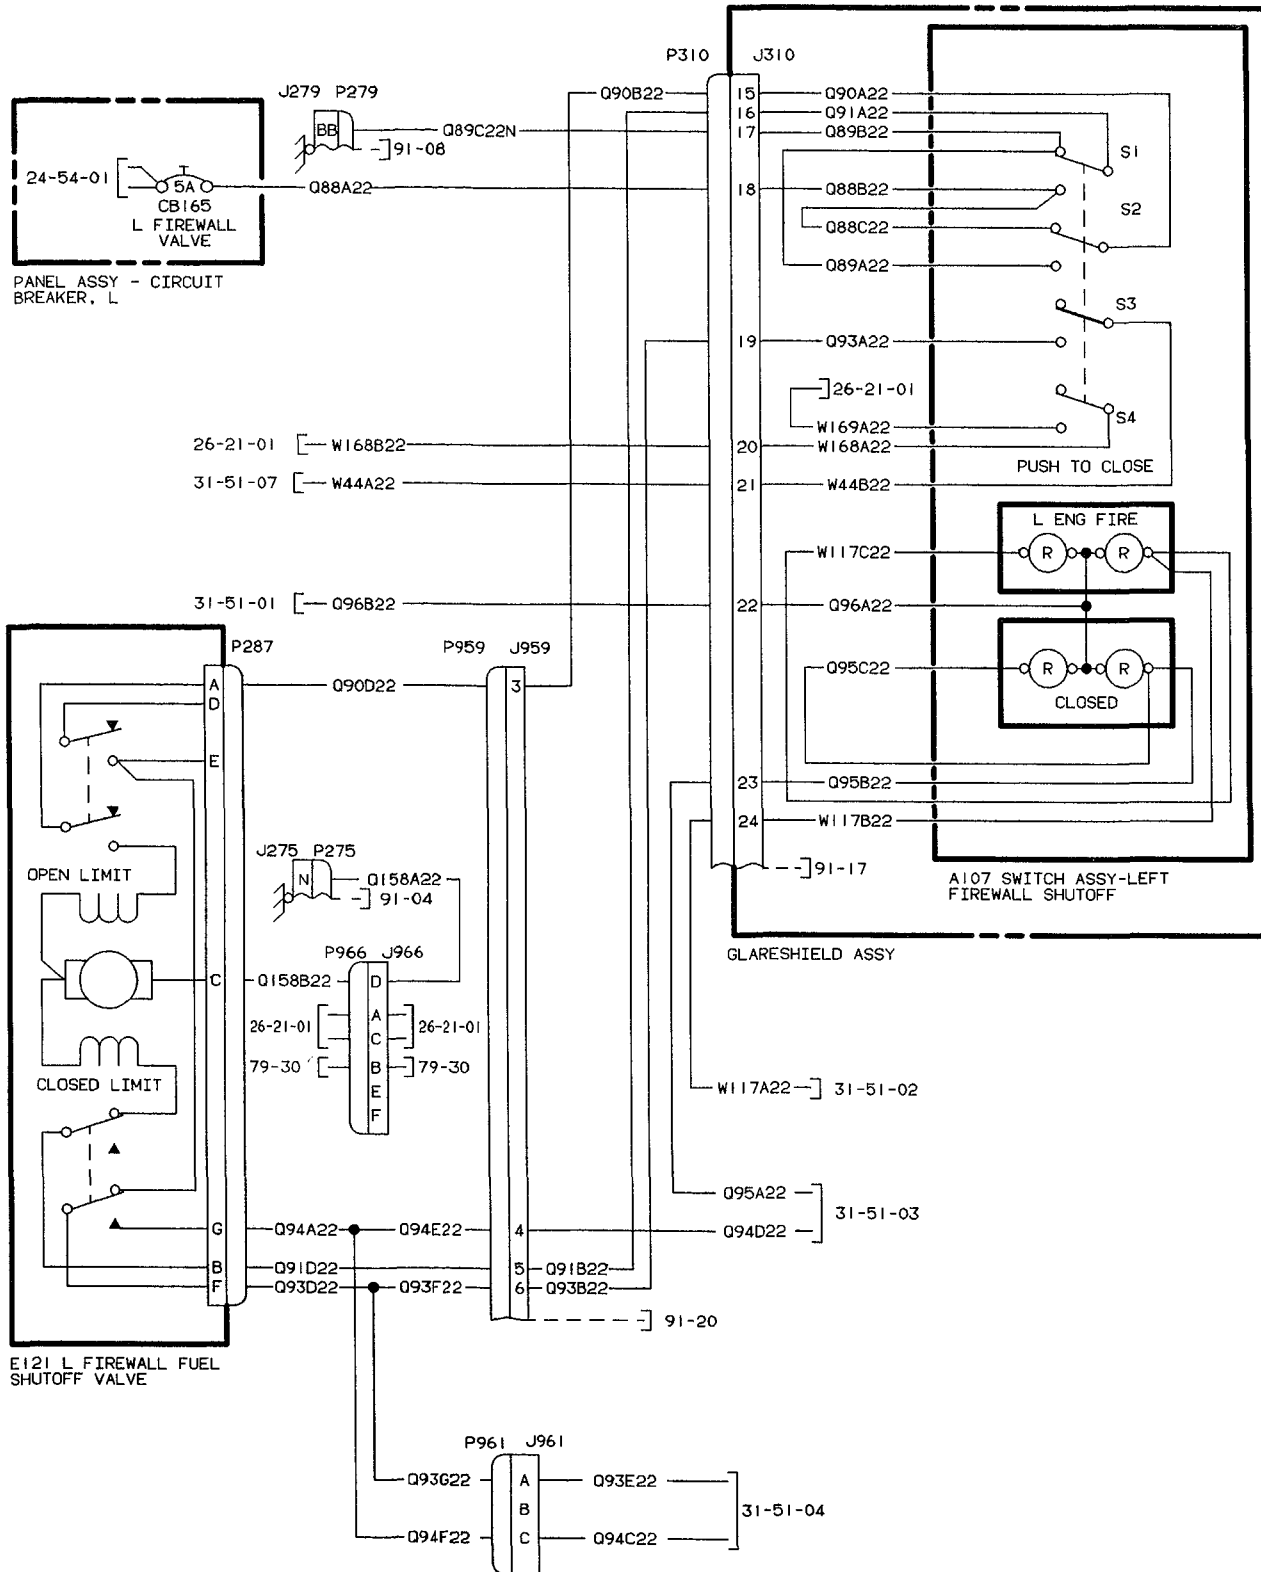 P310 J310
J279 P279
BB
Q89C22N
91-08
24-54-01
5A
CB165
L FIREWALL
VALVE
Q88A22
PANEL ASSY - CIRCUIT
BREAKER, L
Q90B22
15 Q90A22
16 Q91A22
17 Q89B22
S1
18 Q88B22
S2
Q88C22
Q89A22
S3
19 Q93A22
26-21-01
W169A22
S4
26-21-01 W168B22
20 W168A22
PUSH TO CLOSE
31-51-07 W44A22
21 W44B22
L ENG FIRE
R R
W117C22
31-51-01 Q96B22
22 Q96A22
Q95C22
R R
CLOSED
23 Q95B22
24 W117B22
91-17
A107 SWITCH ASSY-LEFT
FIREWALL SHUTOFF
GLARESHIELD ASSY
P287
P959 J959
A Q90D22 3
D
E
OPEN LIMIT
J275 P275
N Q158A22
91-04
P966 J966
C Q158B22 D
26-21-01 A 26-21-01
C
79-30 B 79-30
E
F
CLOSED LIMIT
W117A22 31-51-02
Q95A22
31-51-03
G Q94A22 Q94E22 4 Q94D22
B Q91D22 5 Q91B22
F Q93D22 Q93F22 6 Q93B22
91-20
E121 L FIREWALL FUEL
SHUTOFF VALVE
P961 J961
Q93G22 A Q93E22
B 31-51-04
Q94F22 C Q94C22